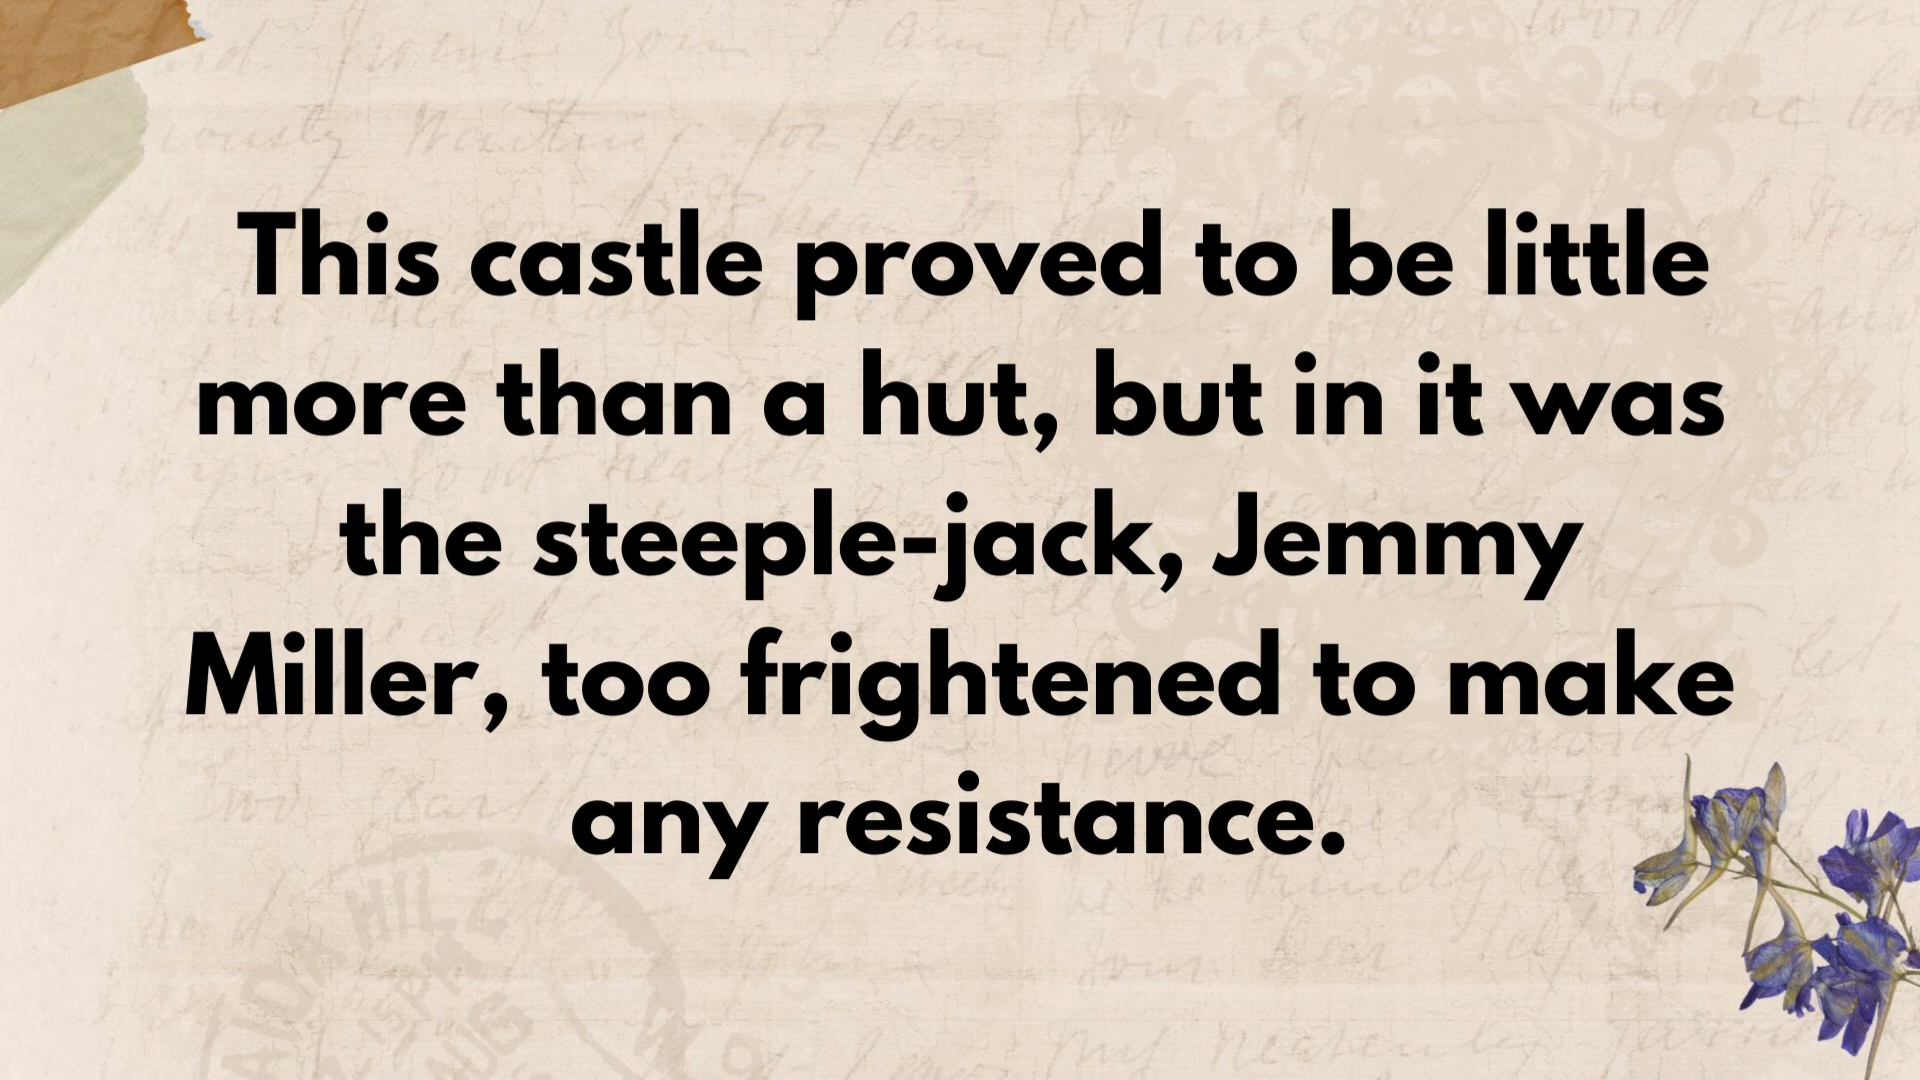 This castle proved to be little
more than a hut, but in it was
the steeple-jack, Jemmy
Miller, too frightened to make
any resistance.